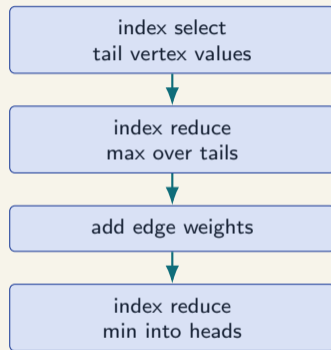 index select
tail vertex values
index reduce
max over tails
add edge weights
index reduce
min into heads